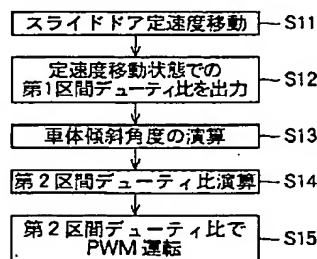 スライドドア定速度移動 S11
定速度移動状態での
第1区間デューティ比を出力 S12
車体傾斜角度の演算 S13
第2区間デューティ比演算 S14
第2区間デューティ比で
PWM 運転 S15